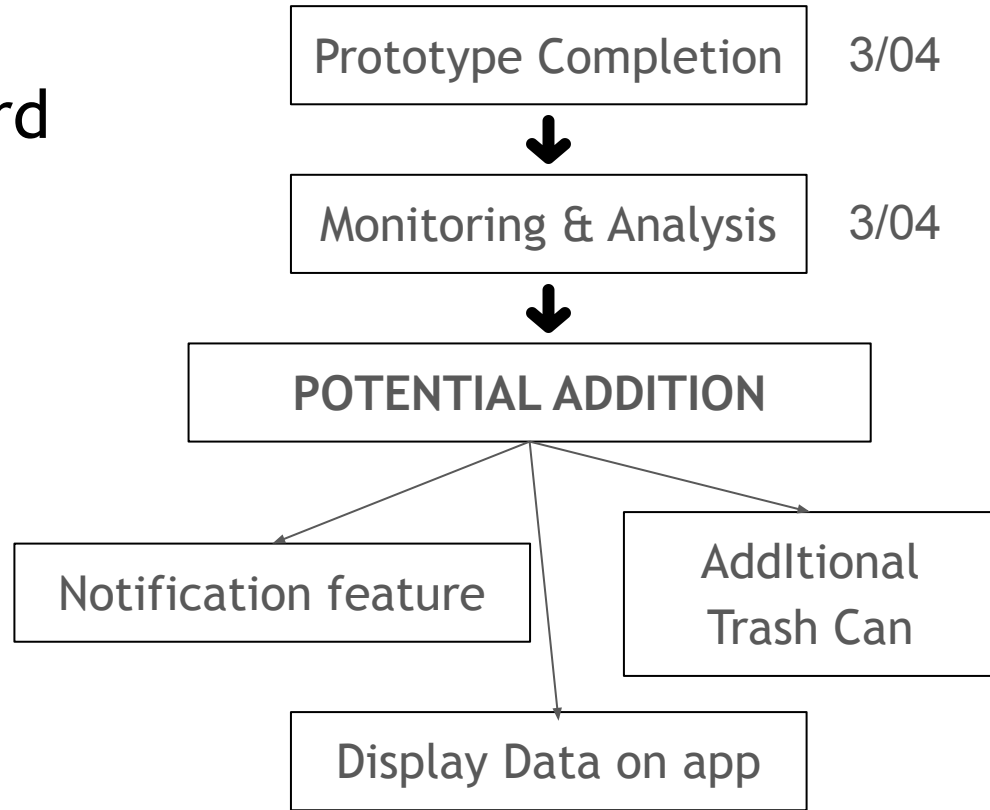 Prototype Completion 3/04
rd
Monitoring & Analysis 3/04
POTENTIAL ADDITION
Notification feature
AddItional
Trash Can
Display Data on app